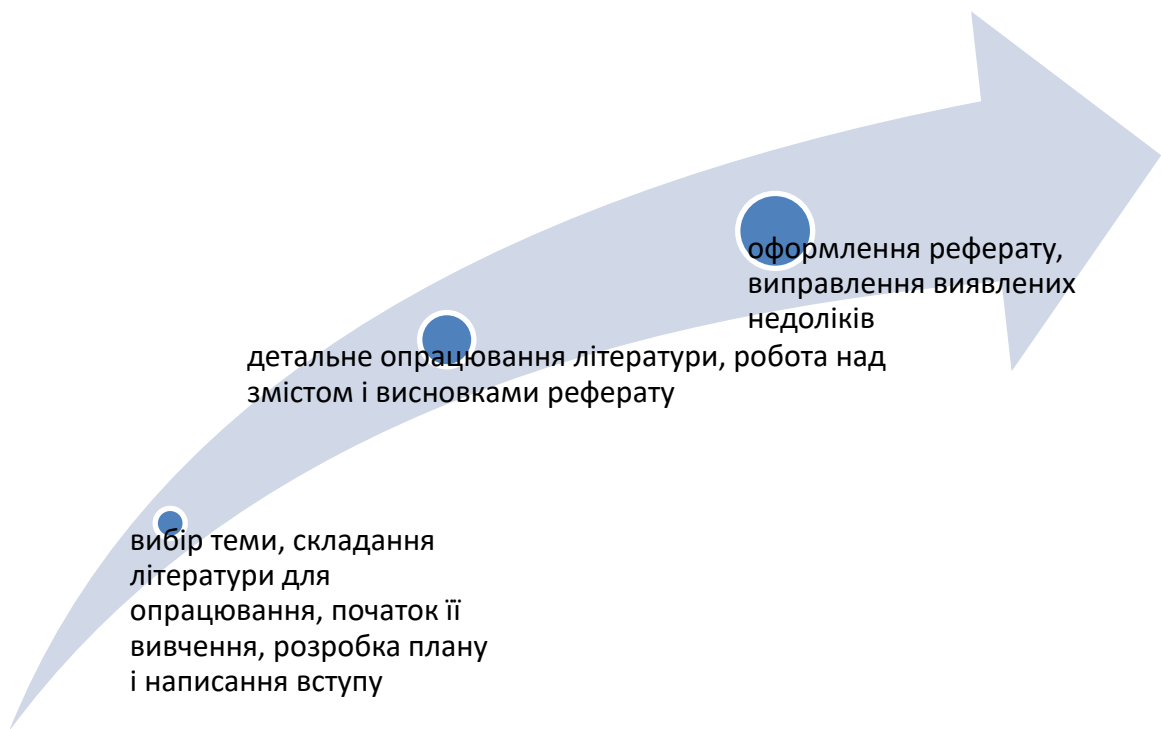 оформлення реферату,
виправлення виявлених
недоліків
детальне опрацювання літератури, робота над
змістом і висновками реферату
вибір теми, складання
літератури для
опрацювання, початок її
вивчення, розробка плану
і написання вступу